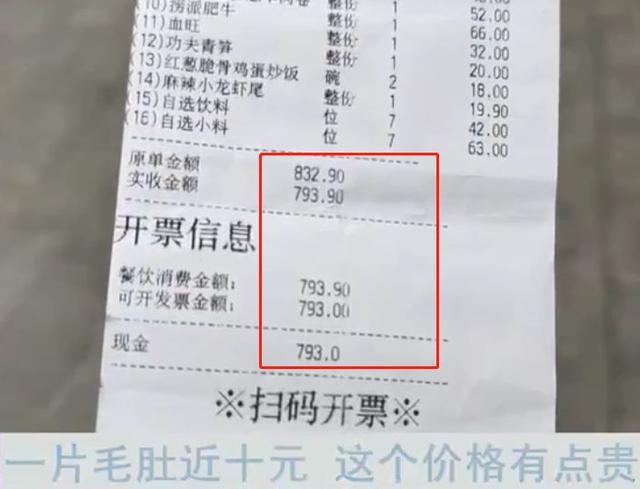 52.00
(10)捞派肥牛 整份 1 66.00
(11)血旺 整份 1 32.00
(12)功夫青笋 整份 1 20.00
(13)红葱脆骨鸡蛋炒饭 碗 2 18.00
(14)麻辣小龙虾尾 整份 1 19.90
(15)自选饮料 位 7 42.00
(16)自选小料 位 7 63.00
原单金额 832.90
实收金额 793.90
开票信息
餐饮消费金额: 793.90
可开发票金额: 793.00
现金 793.0
※扫码开票※
一片毛肚近十元 这个价格有点贵